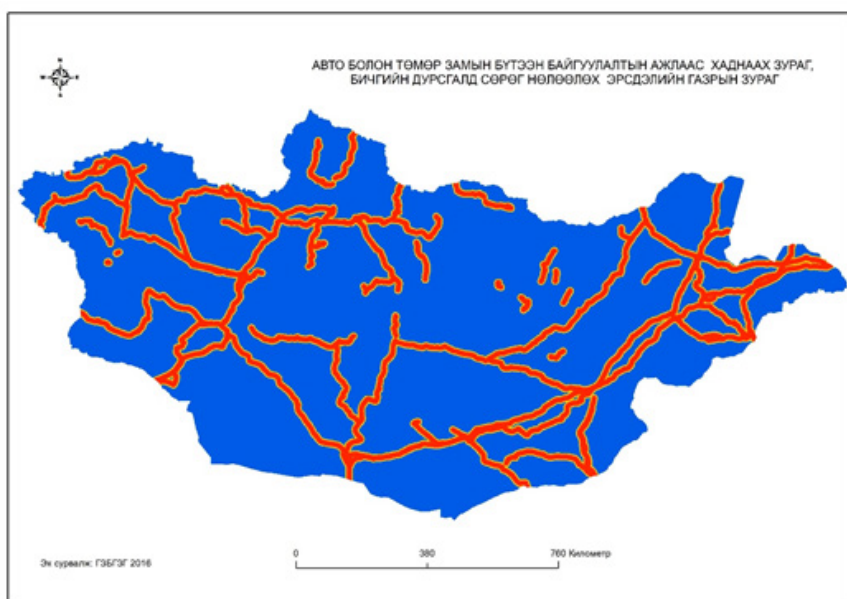 АВТО БОЛОН ТӨМӨР ЗАМЫН БҮТЭЭН БАЙГУУЛАЛТЫН АЖЛААС ХАДНААХ ЗУРАГ,
БИЧГИЙН ДУРСГАЛД СӨРӨГ НӨЛӨӨЛӨХ ЭРСДЭЛИЙН ГАЗРЫН ЗУРАГ
0 380 760 Километр
Эх сурвалж: ГЗБГЗГ 2016